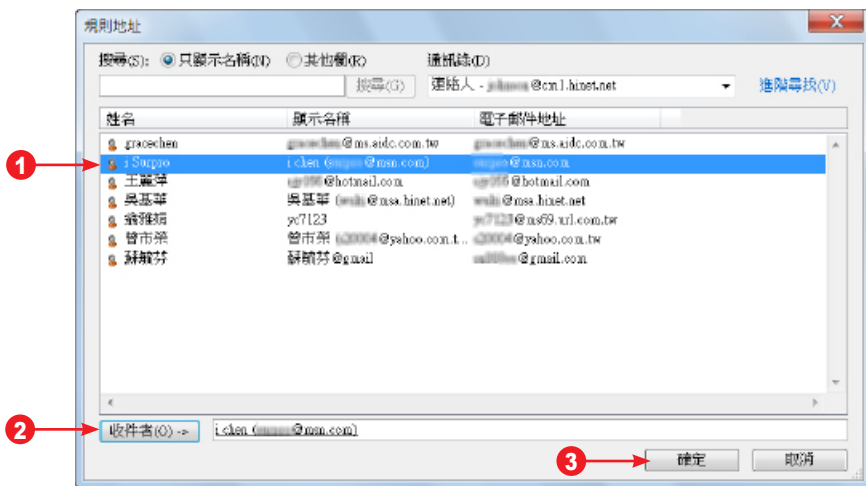 規則地址
搜尋(S): 只顯示名稱(N) 其他欄(R) 通訊錄(D)
搜尋(G) 連絡人 - @cm1.hinet.net 進階尋找(V)
姓名 顯示名稱 電子郵件地址
gracechen @ms.aidc.com.tw @ms.aidc.com.tw
1 i Surpro i chen ( @msn.com) @msn.com
王麗萍 @hotmail.com @hotmail.com
吳基華 吳基華 ( @msa.hinet.net) @msa.hinet.net
翁雅娟 yc7123 @ms69.url.com.tw
曾市榮 曾市榮 ( @yahoo.com.t... @yahoo.com.tw
蘇毓芬 蘇毓芬@gmail @gmail.com
2 收件者(O) -> i chen ( @msn.com)
3 確定 取消